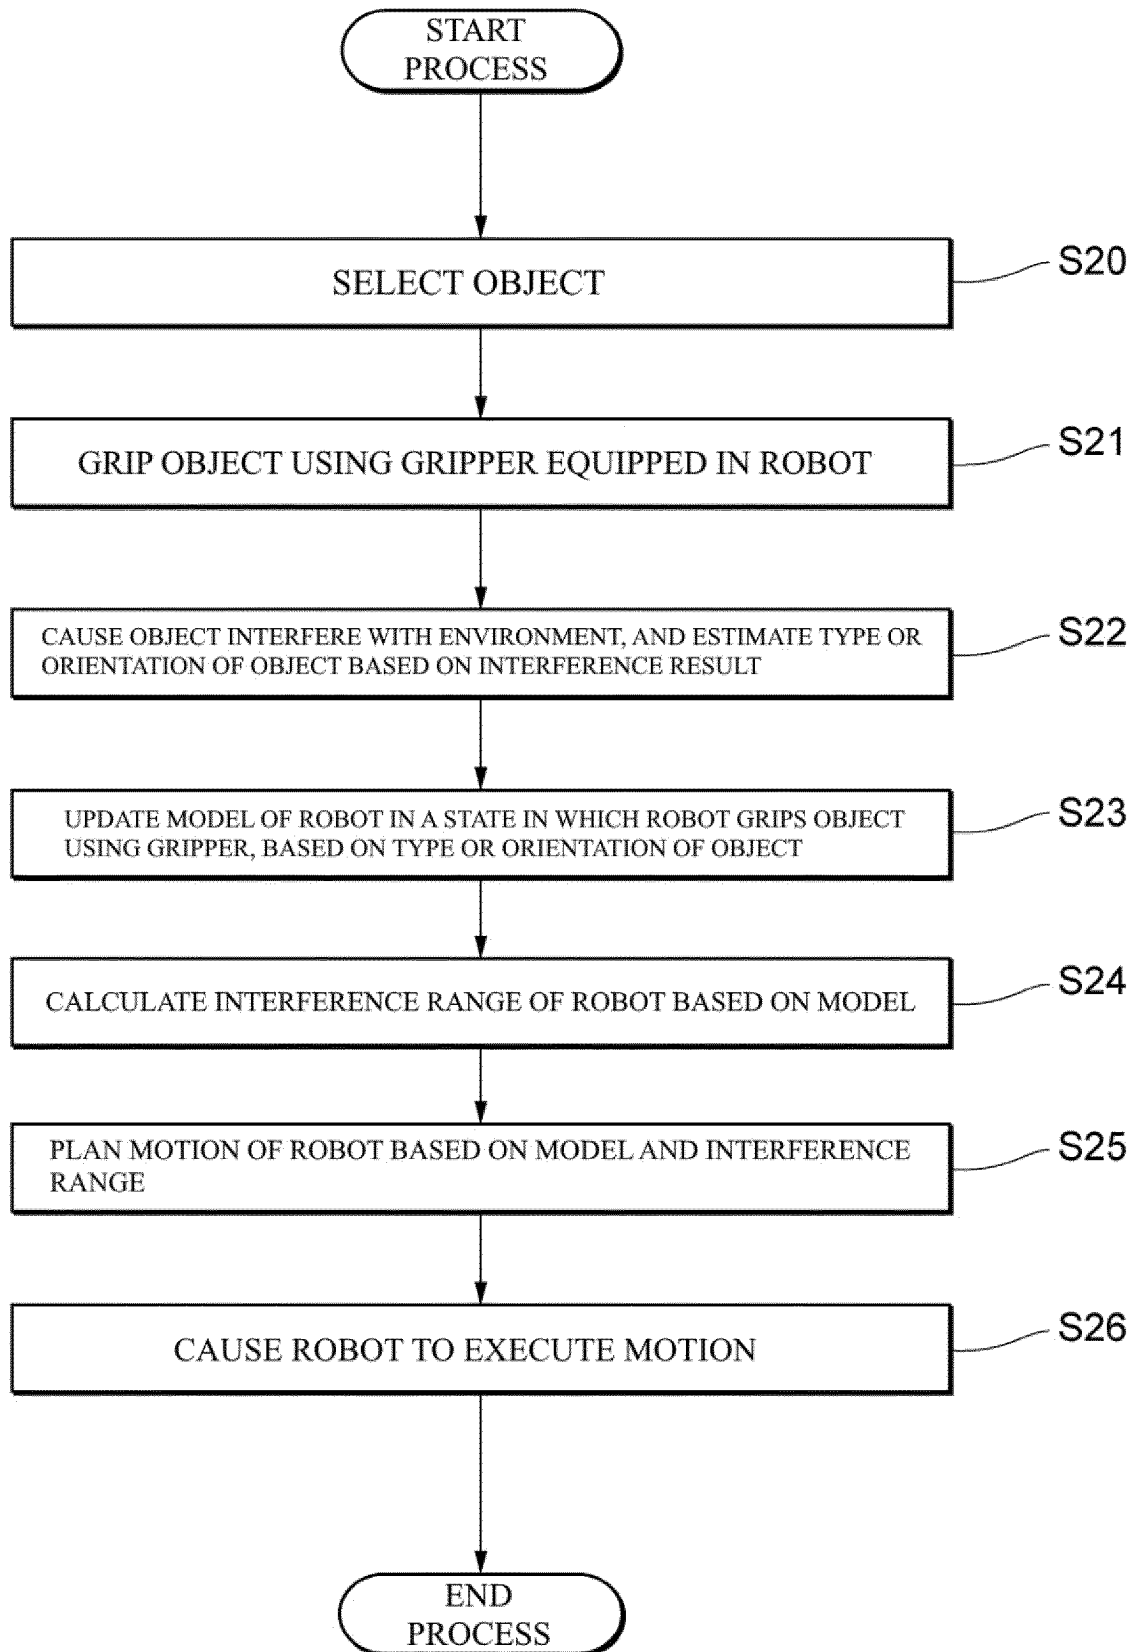 START
PROCESS
SELECT OBJECT
S20
GRIP OBJECT USING GRIPPER EQUIPPED IN ROBOT
S21
CAUSE OBJECT INTERFERE WITH ENVIRONMENT, AND ESTIMATE TYPE OR
ORIENTATION OF OBJECT BASED ON INTERFERENCE RESULT
S22
UPDATE MODEL OF ROBOT IN A STATE IN WHICH ROBOT GRIPS OBJECT
USING GRIPPER, BASED ON TYPE OR ORIENTATION OF OBJECT
S23
CALCULATE INTERFERENCE RANGE OF ROBOT BASED ON MODEL
S24
PLAN MOTION OF ROBOT BASED ON MODEL AND INTERFERENCE
RANGE
S25
CAUSE ROBOT TO EXECUTE MOTION
S26
END
PROCESS